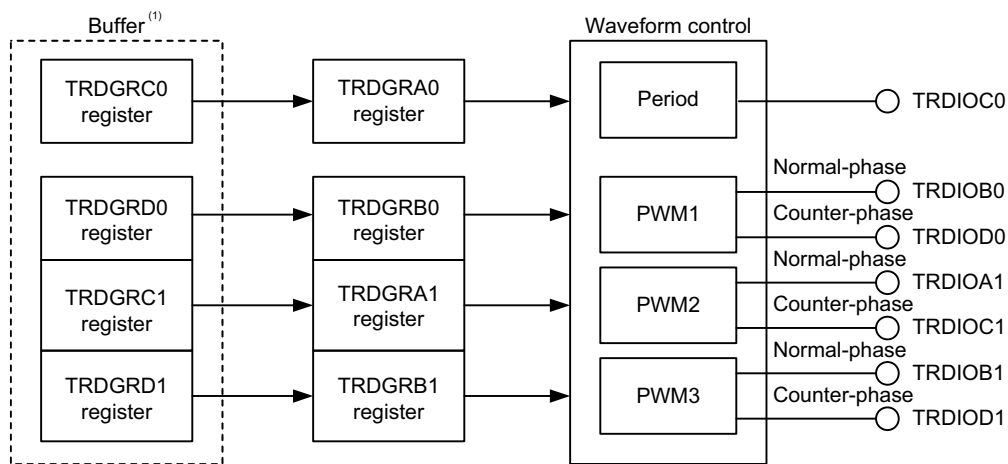 Buffer (1)
Waveform control
TRDGRC0
register
TRDGRA0
register
Period
TRDIOC0
TRDGRD0
register
TRDGRB0
register
PWM1
Normal-phase
TRDIOB0
Counter-phase
TRDIOD0
TRDGRC1
register
TRDGRA1
register
PWM2
Normal-phase
TRDIOA1
Counter-phase
TRDIOC1
TRDGRD1
register
TRDGRB1
register
PWM3
Normal-phase
TRDIOB1
Counter-phase
TRDIOD1